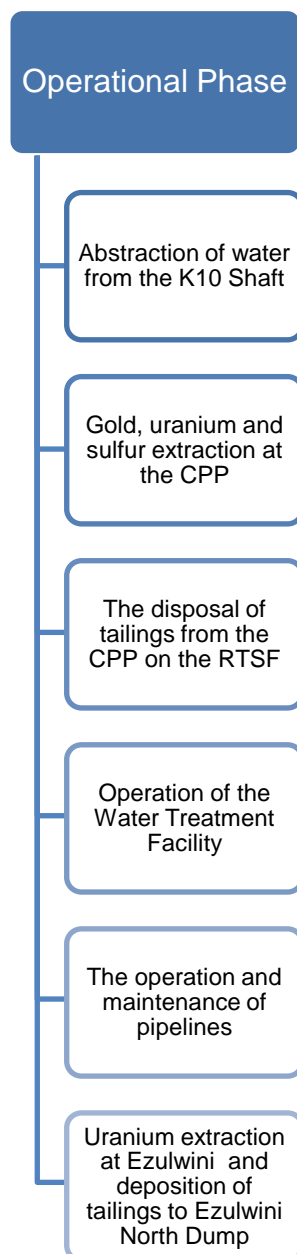 Operational Phase
Abstraction of water
from the K10 Shaft
Gold, uranium and
sulfur extraction at
the CPP
The disposal of
tailings from the
CPP on the RTSF
Operation of the
Water Treatment
Facility
The operation and
maintenance of
pipelines
Uranium extraction
at Ezulwini and
deposition of
tailings to Ezulwini
North Dump